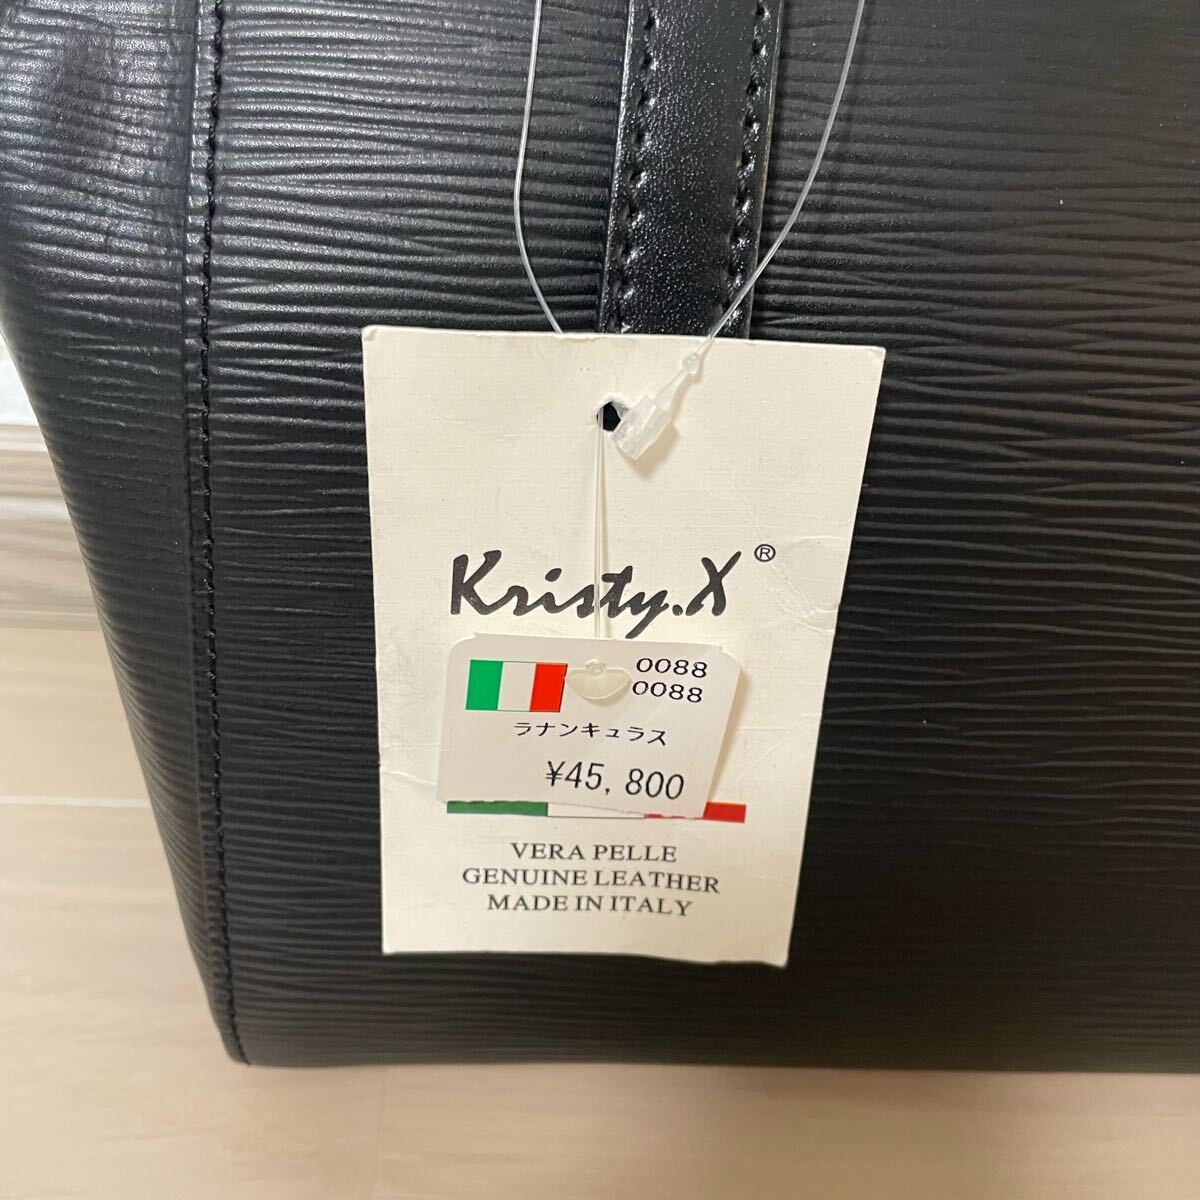 Kristy.X ®
0088
0088
ラナンキュラス
¥45,800
VERA PELLE
GENUINE LEATHER
MADE IN ITALY